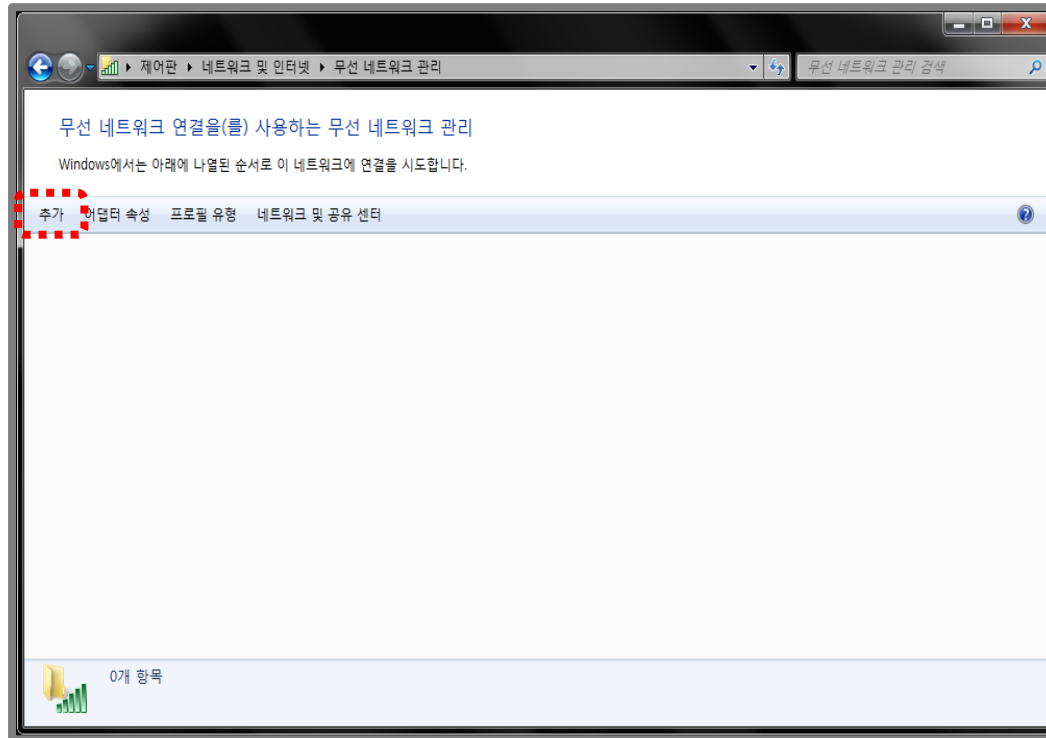 제어판 ▸ 네트워크 및 인터넷 ▸ 무선 네트워크 관리
무선 네트워크 관리 검색
무선 네트워크 연결을(를) 사용하는 무선 네트워크 관리
Windows에서는 아래에 나열된 순서로 이 네트워크에 연결을 시도합니다.
추가 어댑터 속성 프로필 유형 네트워크 및 공유 센터
0개 항목